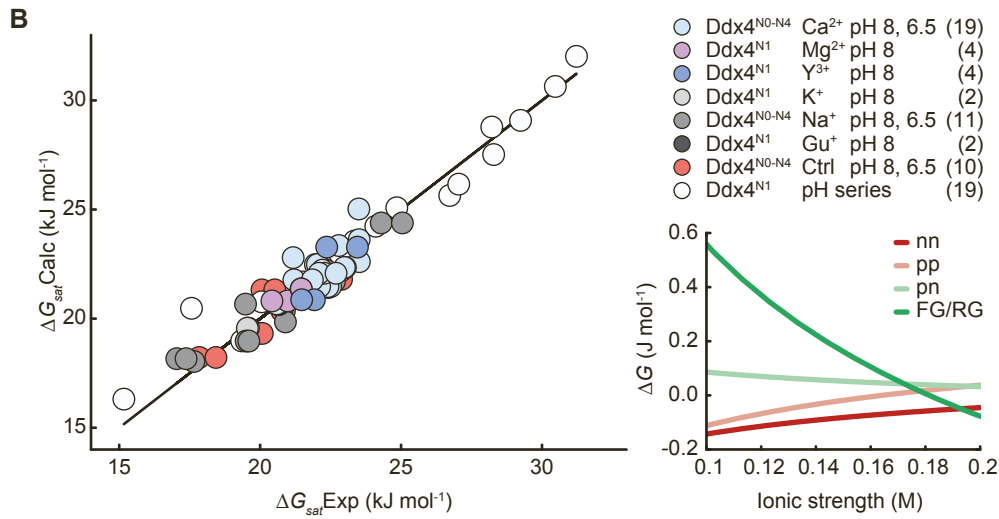 B
Ddx4ᴺ⁰⁻ᴺ⁴ Ca²⁺ pH 8, 6.5 (19)
Ddx4ᴺ¹ Mg²⁺ pH 8 (4)
Ddx4ᴺ¹ Y³⁺ pH 8 (4)
Ddx4ᴺ¹ K⁺ pH 8 (2)
Ddx4ᴺ⁰⁻ᴺ⁴ Na⁺ pH 8, 6.5 (11)
Ddx4ᴺ¹ Gu⁺ pH 8 (2)
Ddx4ᴺ⁰⁻ᴺ⁴ Ctrl pH 8, 6.5 (10)
Ddx4ᴺ¹ pH series (19)
ΔG_sat Calc (kJ mol⁻¹)
30
25
20
15
15 20 25 30
ΔG_sat Exp (kJ mol⁻¹)
ΔG (J mol⁻¹)
0.6
0.4
0.2
0.0
-0.2
nn
pp
pn
FG/RG
0.1 0.12 0.14 0.16 0.18 0.2
Ionic strength (M)